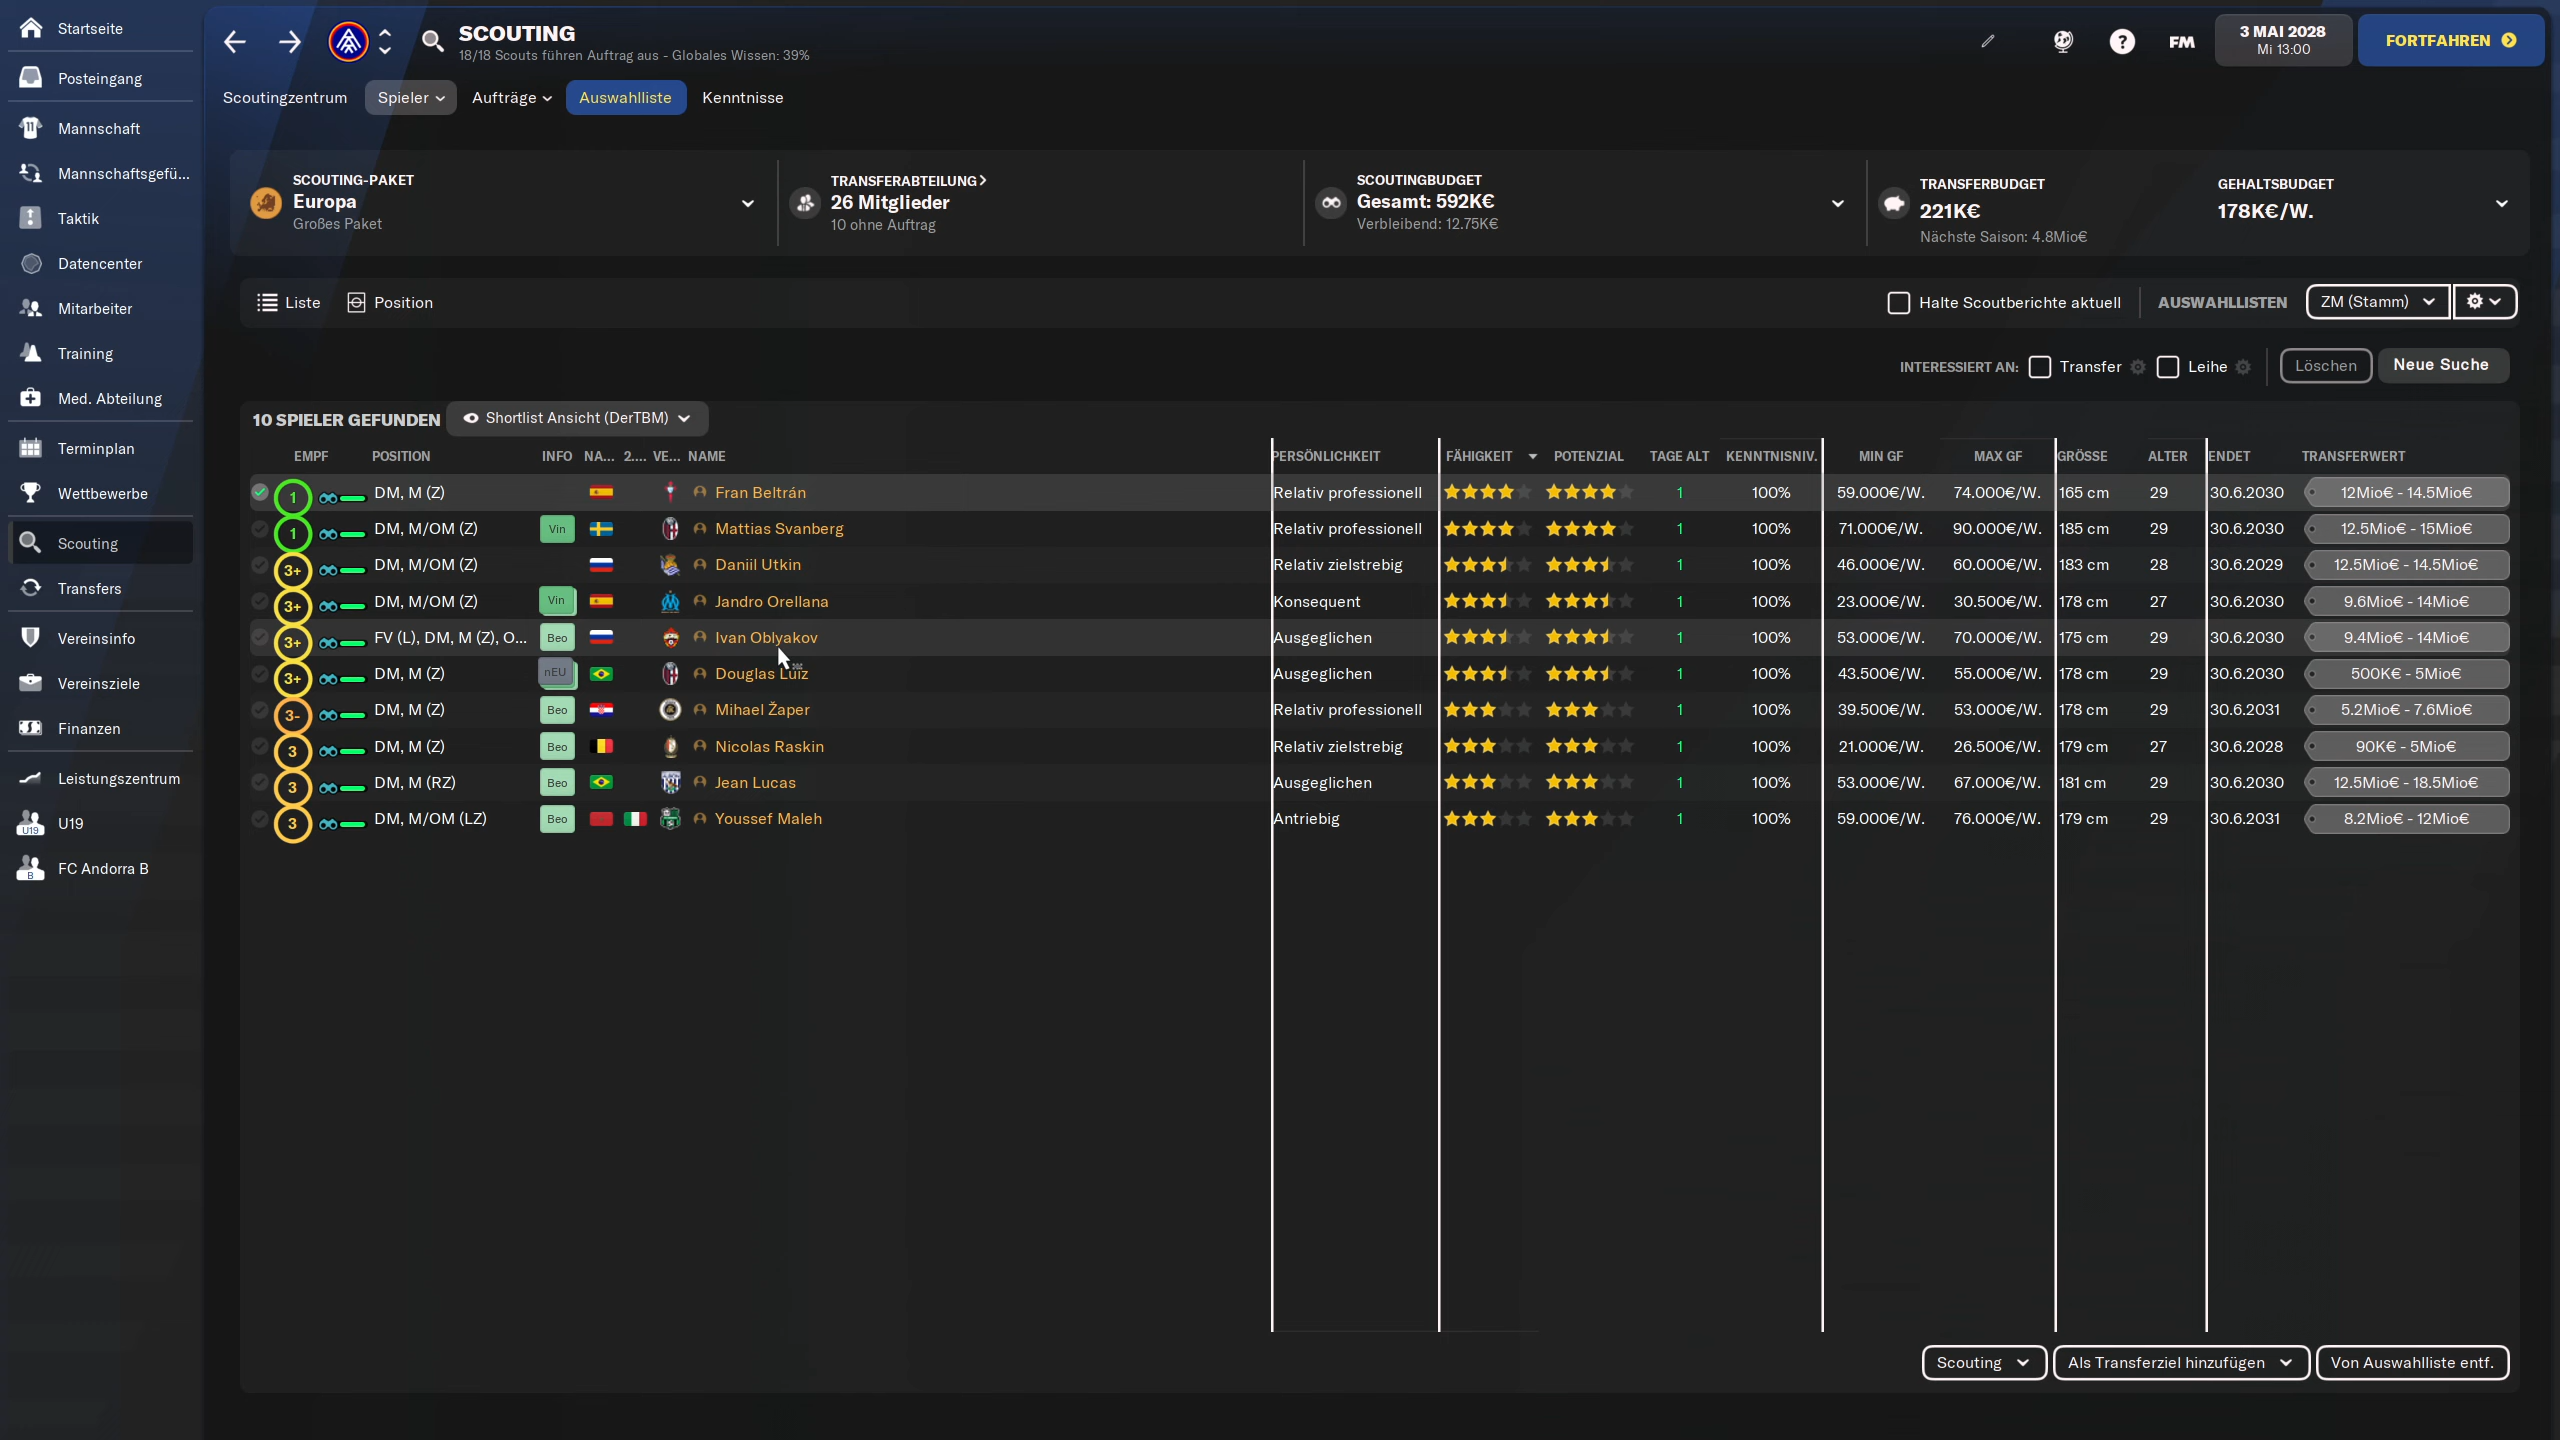 Startseite
Posteingang
Mannschaft
Mannschaftsgefü...
Taktik
Datencenter
Mitarbeiter
Training
Med. Abteilung
Terminplan
Wettbewerbe
Scouting
Transfers
Vereinsinfo
Vereinsziele
Finanzen
Leistungszentrum
U19 U19
B FC Andorra B
SCOUTING
18/18 Scouts führen Auftrag aus - Globales Wissen: 39%
? FM
3 MAI 2028
Mi 13:00
FORTFAHREN
Scoutingzentrum Spieler Aufträge Auswahlliste Kenntnisse
SCOUTING-PAKET
Europa
Großes Paket
TRANSFERABTEILUNG
26 Mitglieder
10 ohne Auftrag
SCOUTINGBUDGET
Gesamt: 592K€
Verbleibend: 12.75K€
TRANSFERBUDGET
221K€
Nächste Saison: 4.8Mio€
GEHALTSBUDGET
178K€/W.
Liste Position Halte Scoutberichte aktuell AUSWAHLLISTEN ZM (Stamm)
INTERESSIERT AN: Transfer Leihe Löschen Neue Suche
10 SPIELER GEFUNDEN Shortlist Ansicht (DerTBM)
EMPF POSITION INFO NA... 2.... VE... NAME PERSÖNLICHKEIT FÄHIGKEIT POTENZIAL TAGE ALT KENNTNISNIV. MIN GF MAX GF GRÖSSE ALTER ENDET TRANSFERWERT
1 DM, M (Z) Fran Beltrán Relativ professionell 1 100% 59.000€/W. 74.000€/W. 165 cm 29 30.6.2030 12Mio€ - 14.5Mio€
1 DM, M/OM (Z) Vin Mattias Svanberg Relativ professionell 1 100% 71.000€/W. 90.000€/W. 185 cm 29 30.6.2030 12.5Mio€ - 15Mio€
3+ DM, M/OM (Z) Daniil Utkin Relativ zielstrebig 1 100% 46.000€/W. 60.000€/W. 183 cm 28 30.6.2029 12.5Mio€ - 14.5Mio€
3+ DM, M/OM (Z) Vin Jandro Orellana Konsequent 1 100% 23.000€/W. 30.500€/W. 178 cm 27 30.6.2030 9.6Mio€ - 14Mio€
3+ FV (L), DM, M (Z), O... Beo Ivan Oblyakov Ausgeglichen 1 100% 53.000€/W. 70.000€/W. 175 cm 29 30.6.2030 9.4Mio€ - 14Mio€
3+ DM, M (Z) nEU Douglas Luiz Ausgeglichen 1 100% 43.500€/W. 55.000€/W. 178 cm 29 30.6.2030 500K€ - 5Mio€
3- DM, M (Z) Beo Mihael Žaper Relativ professionell 1 100% 39.500€/W. 53.000€/W. 178 cm 29 30.6.2031 5.2Mio€ - 7.6Mio€
3 DM, M (Z) Beo Nicolas Raskin Relativ zielstrebig 1 100% 21.000€/W. 26.500€/W. 179 cm 27 30.6.2028 90K€ - 5Mio€
3 DM, M (RZ) Beo Jean Lucas Ausgeglichen 1 100% 53.000€/W. 67.000€/W. 181 cm 29 30.6.2030 12.5Mio€ - 18.5Mio€
3 DM, M/OM (LZ) Beo Youssef Maleh Antriebig 1 100% 59.000€/W. 76.000€/W. 179 cm 29 30.6.2031 8.2Mio€ - 12Mio€
Scouting Als Transferziel hinzufügen Von Auswahlliste entf.